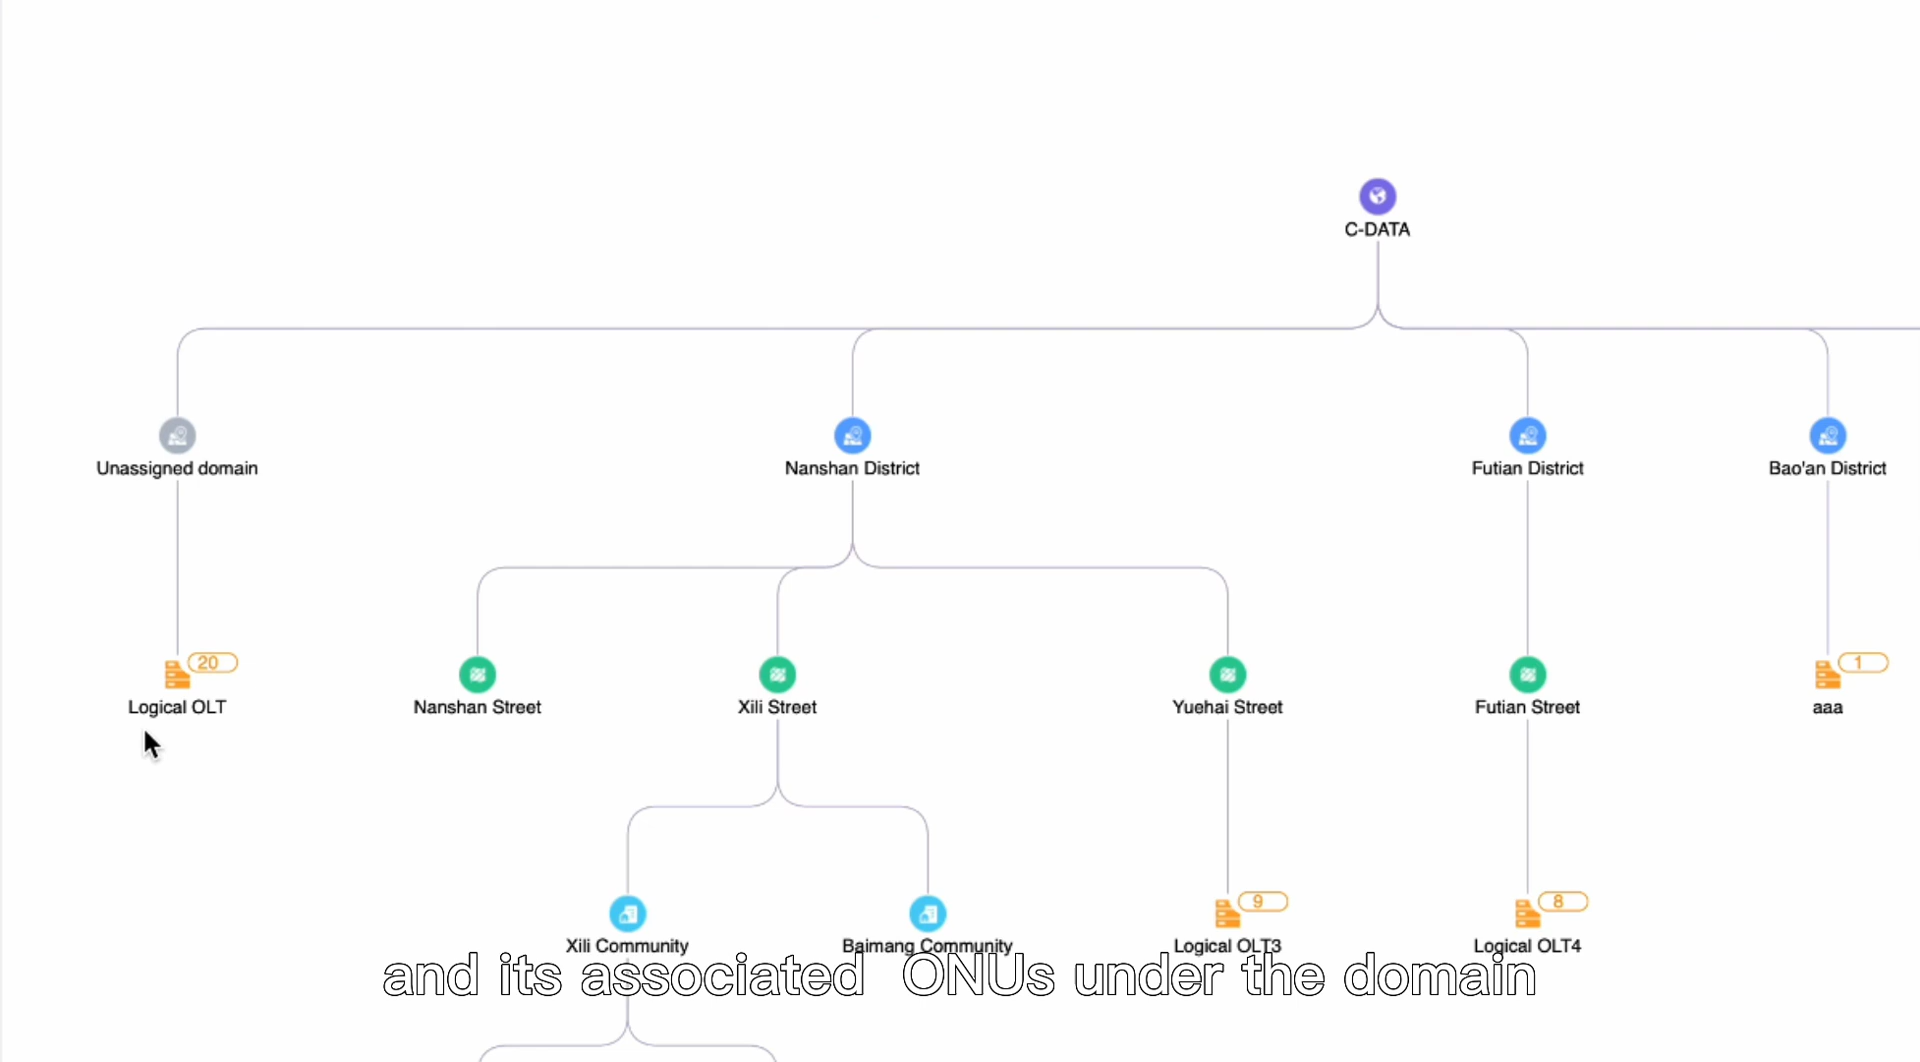 C-DATA
Unassigned domain
Nanshan District
Futian District
Bao'an District
20
1
Logical OLT
Nanshan Street
Xili Street
Yuehai Street
Futian Street
aaa
9
8
Xili Community
Baimang Community
Logical OLT3
Logical OLT4
and its associated ONUs under the domain